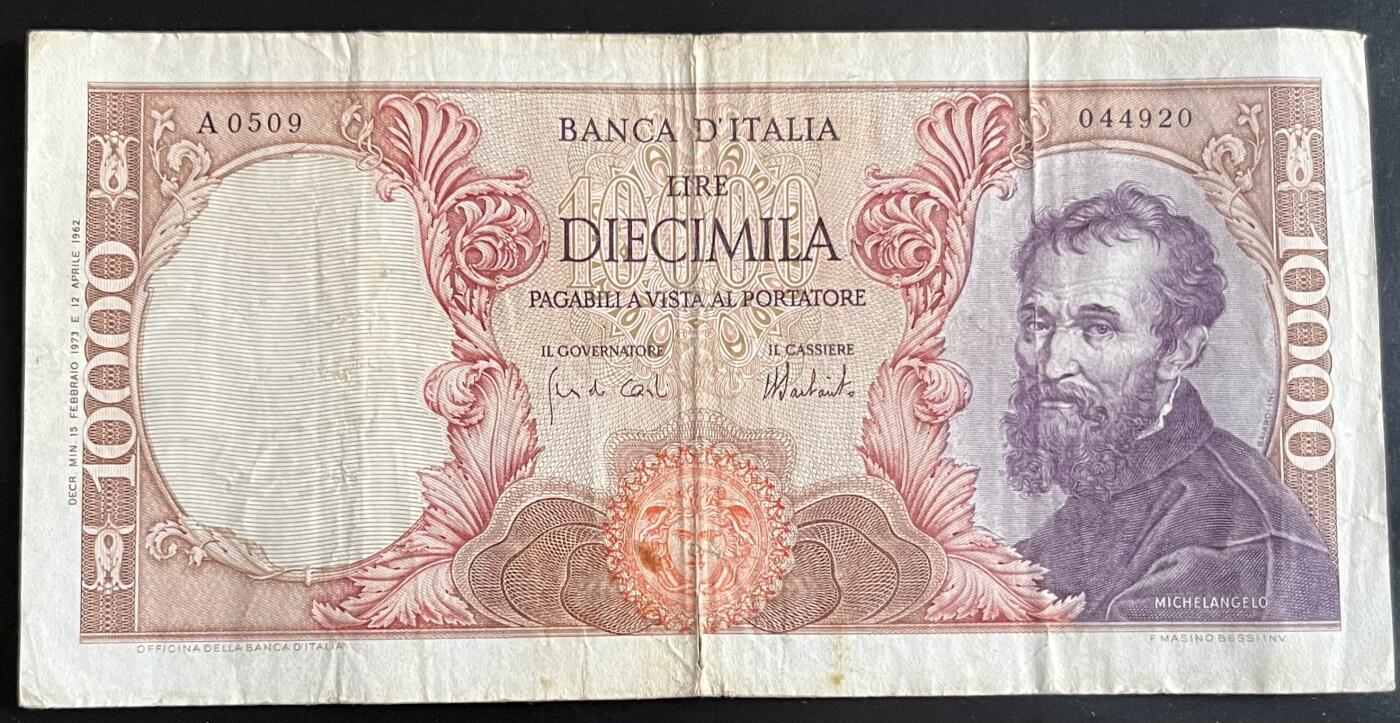 A 0509
044920
BANCA D'ITALIA
10000
LIRE
DIECIMILA
PAGABILI A VISTA AL PORTATORE
IL GOVERNATORE
IL CASSIERE
10000
10000
DECR. MIN. 15 FEBBRAIO 1973 E 12 APRILE 1962
MICHELANGELO
OFFICINA DELLA BANCA D'ITALIA
F MASINO BESSI INV.